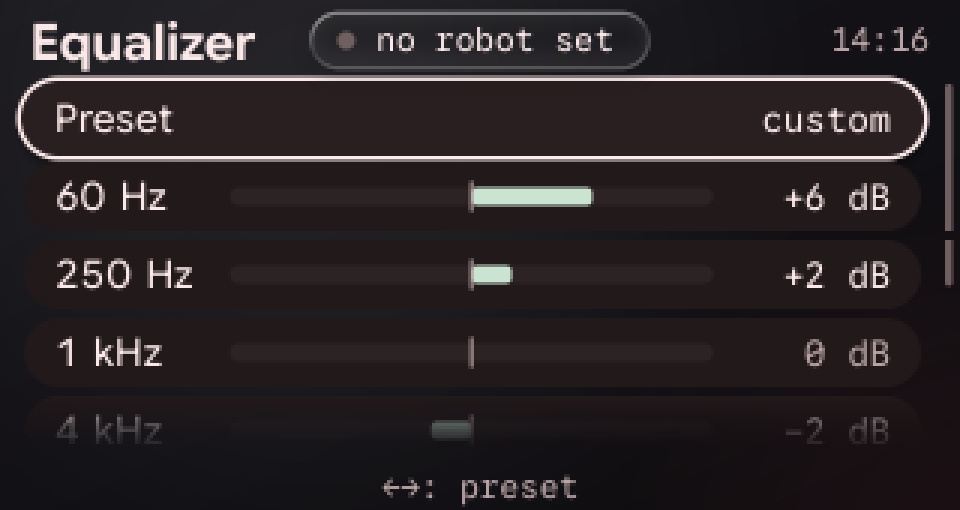 Equalizer no robot set 14:16
Preset custom
60 Hz +6 dB
250 Hz +2 dB
1 kHz 0 dB
4 kHz -2 dB
↔: preset